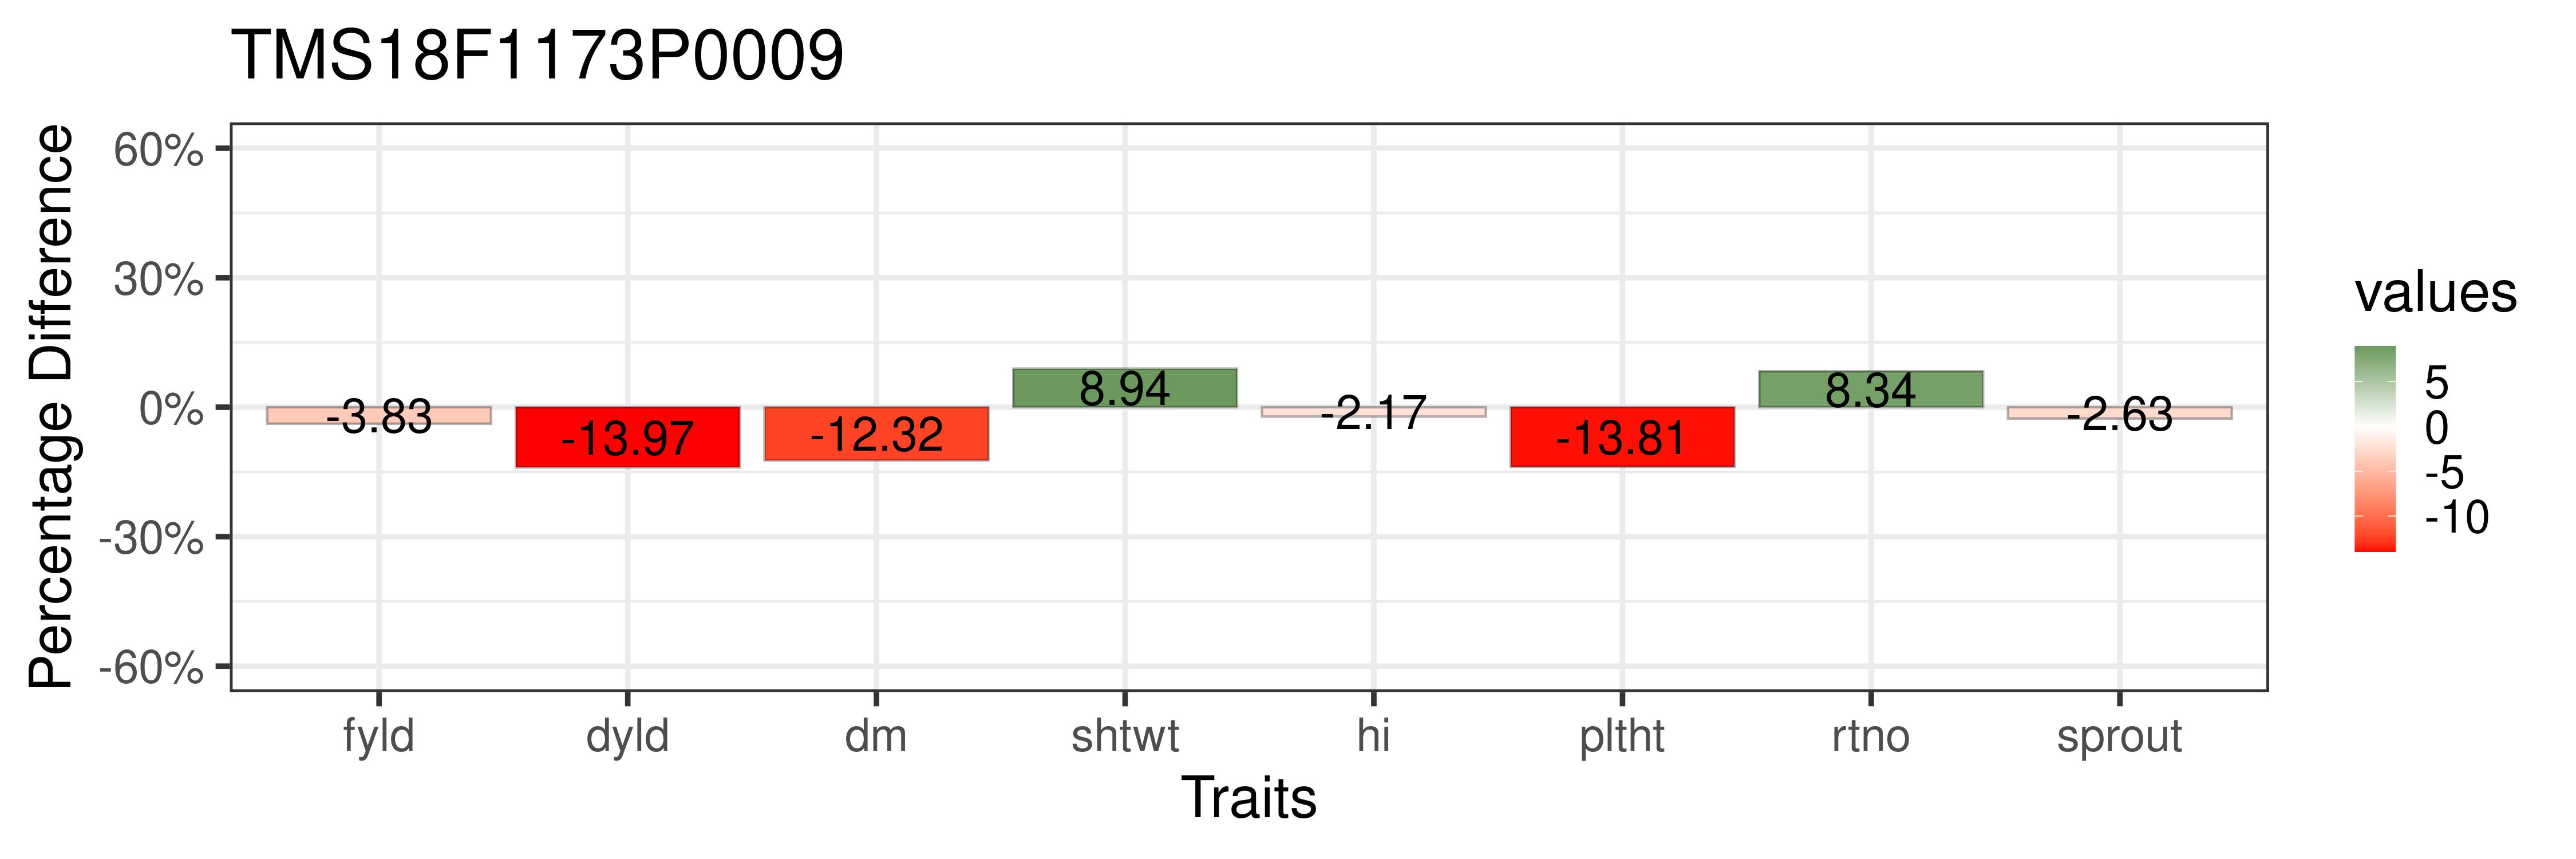 TMS18F1173P0009
Percentage Difference
60%
30%
0%
-30%
-60%
-3.83
-13.97
-12.32
8.94
-2.17
-13.81
8.34
-2.63
fyld
dyld
dm
shtwt
hi
pltht
rtno
sprout
Traits
values
5
0
-5
-10